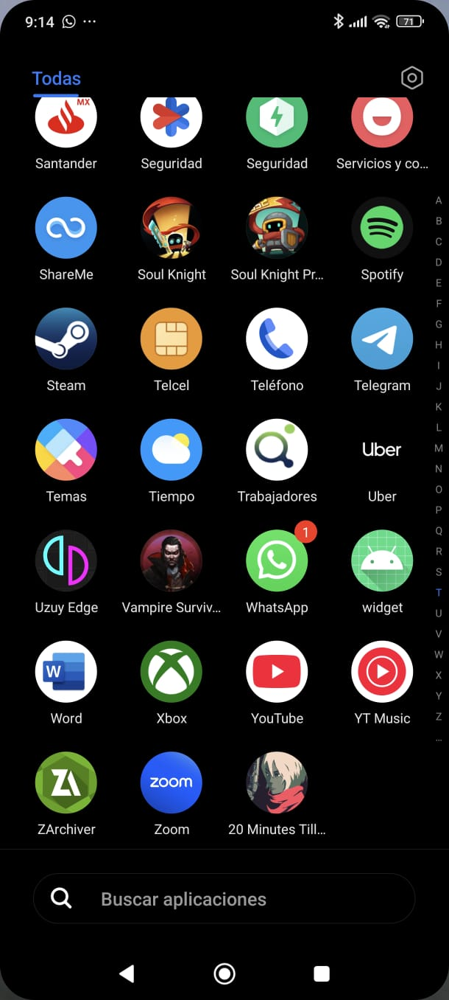 9:14
71
Todas
MX
Santander
Seguridad
Seguridad
Servicios y co...
ShareMe
Soul Knight
Soul Knight Pr...
Spotify
Steam
Telcel
Teléfono
Telegram
Temas
Tiempo
Trabajadores
Uber
Uber
Uzuy Edge
Vampire Surviv...
1
WhatsApp
widget
W
Word
Xbox
YouTube
YT Music
ZA
ZArchiver
zoom
Zoom
20 Minutes Till...
A
B
C
D
E
F
G
H
I
J
K
L
M
N
O
P
Q
R
S
T
U
V
W
X
Y
Z
...
Buscar aplicaciones